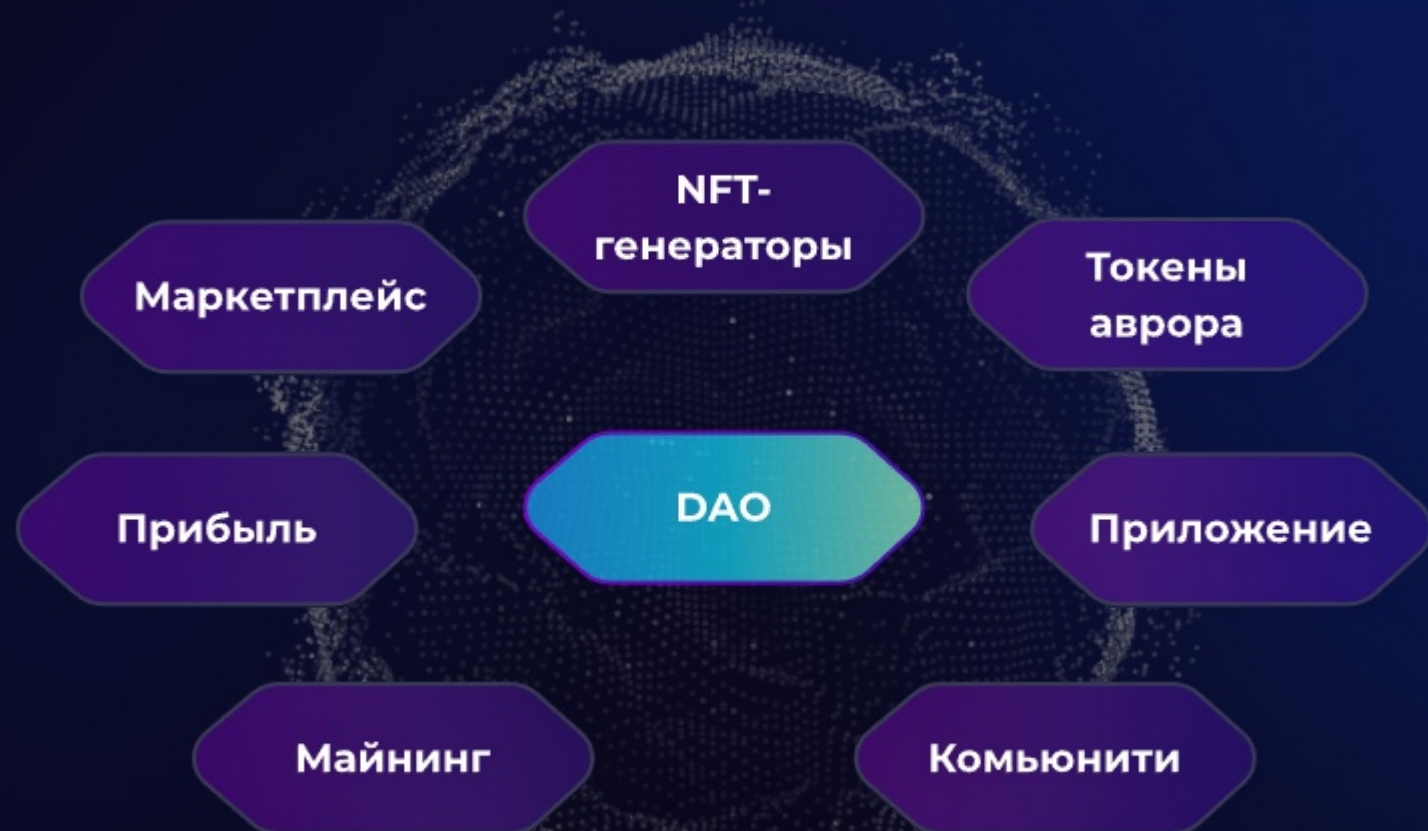 NFT-
генераторы
Маркетплейс
Токены
аврора
Прибыль
DAO
Приложение
Майнинг
Комьюнити